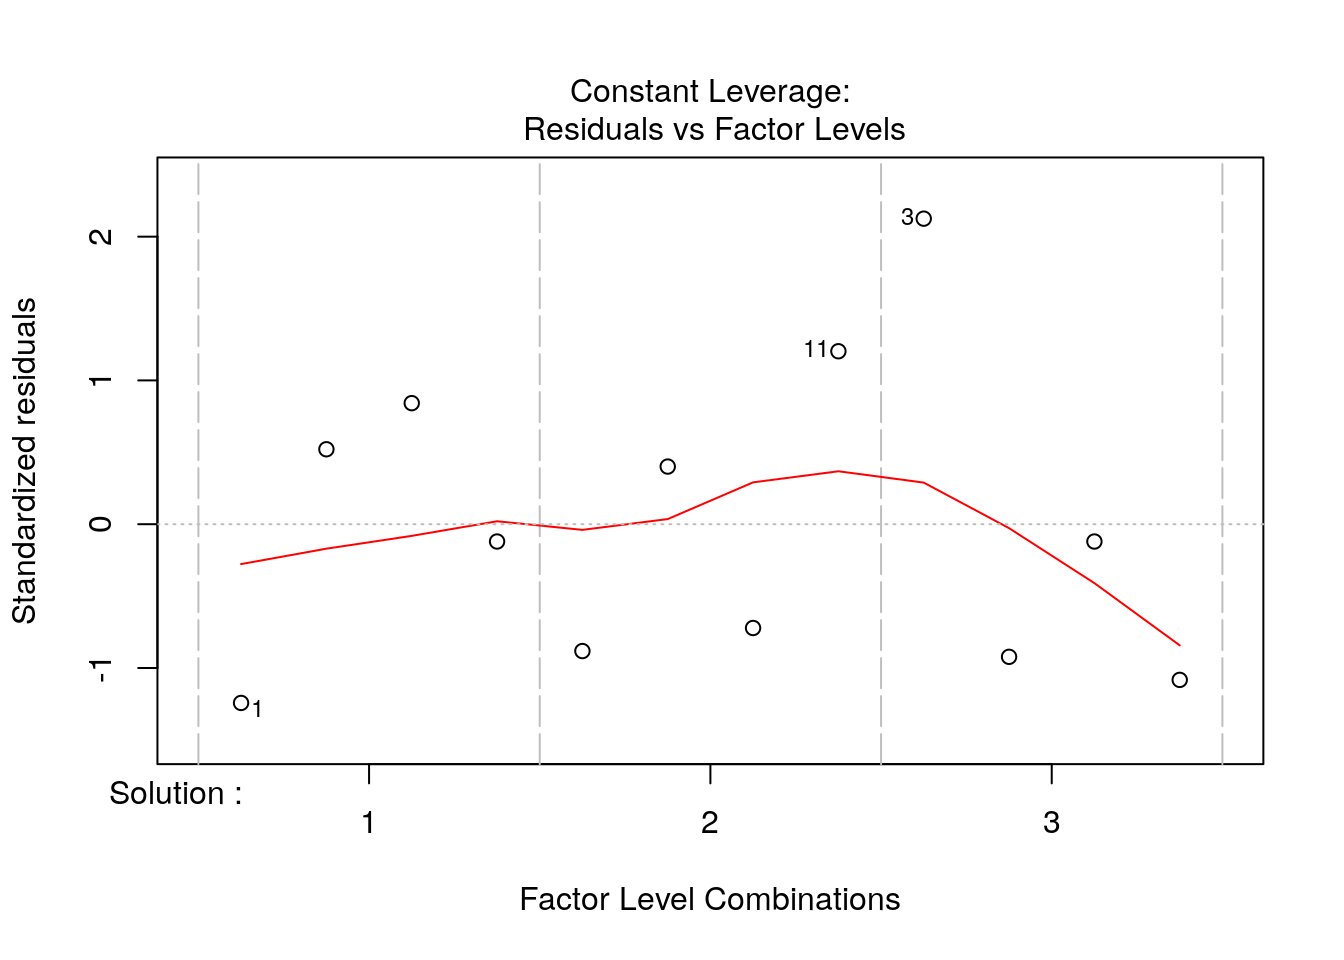 Constant Leverage:
Residuals vs Factor Levels
Standardized residuals
2
1
0
-1
3
11
1
Solution :
1
2
3
Factor Level Combinations